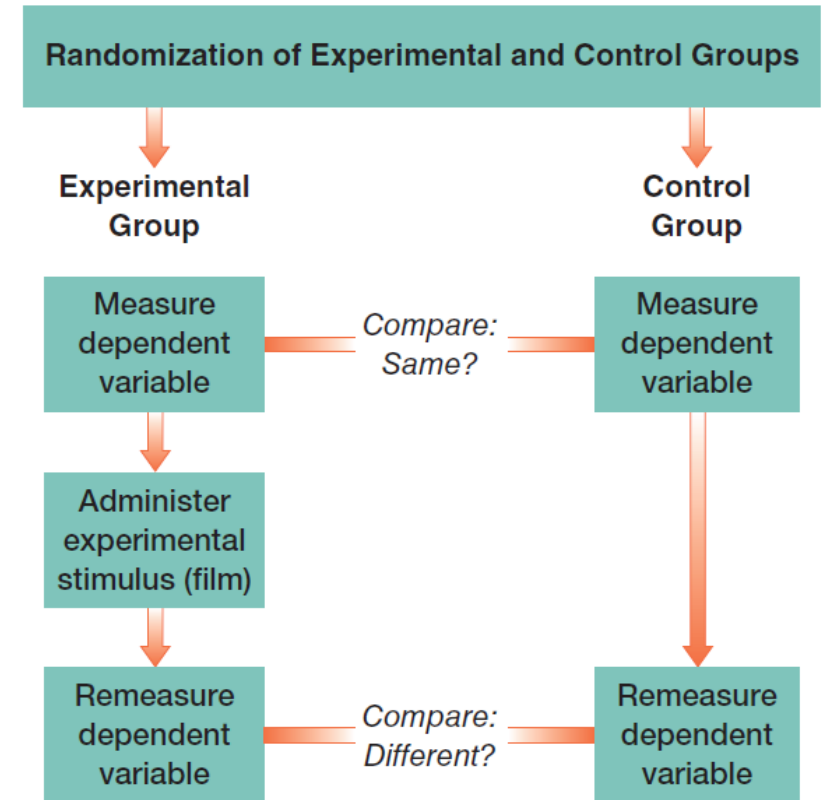 Randomization of Experimental and Control Groups
Experimental
Group
Control
Group
Measure
dependent
variable
Compare:
Same?
Measure
dependent
variable
Administer
experimental
stimulus (film)
Remeasure
dependent
variable
Compare:
Different?
Remeasure
dependent
variable